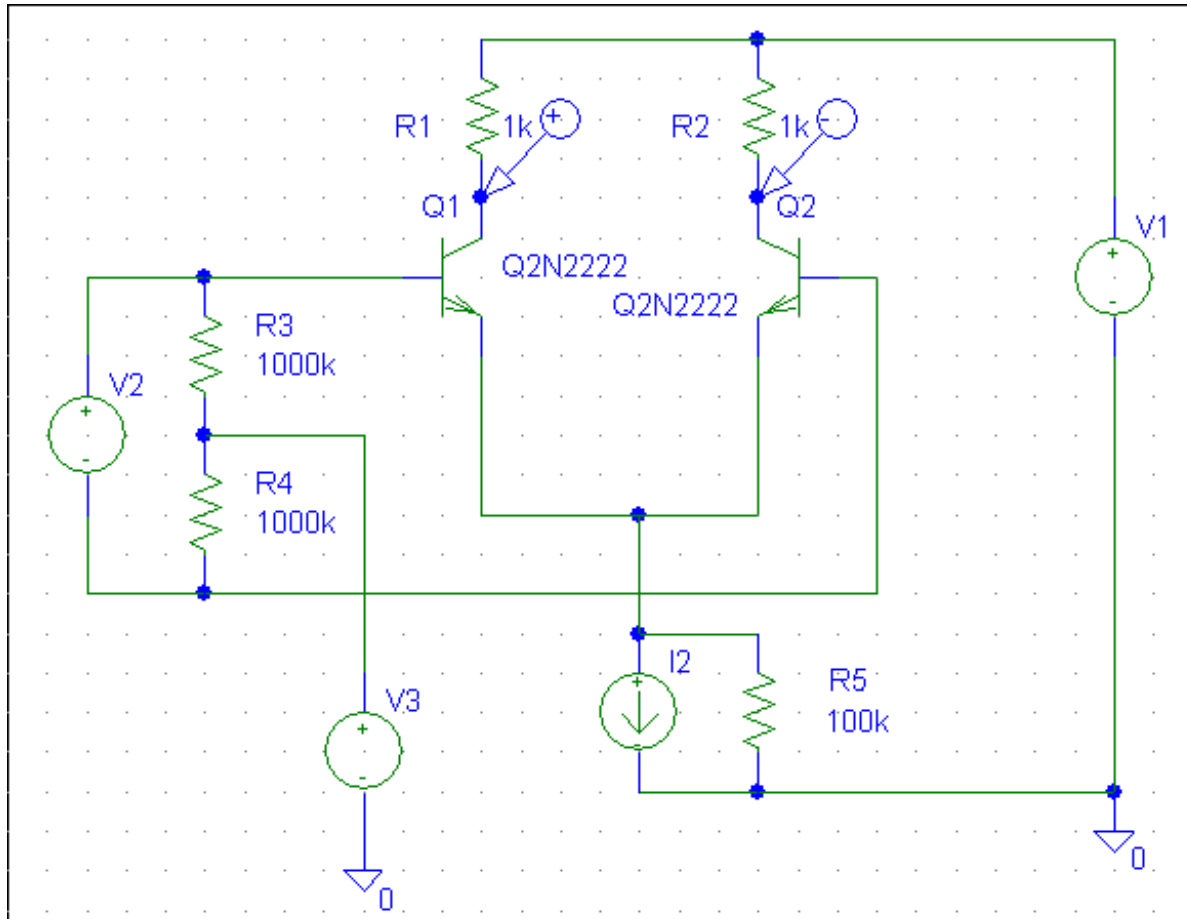 R1
1k
+
R2
1k
-
Q1
Q2
V1
+
-
Q2N2222
Q2N2222
R3
1000k
V2
+
-
R4
1000k
I2
+
-
R5
100k
V3
+
-
0
0